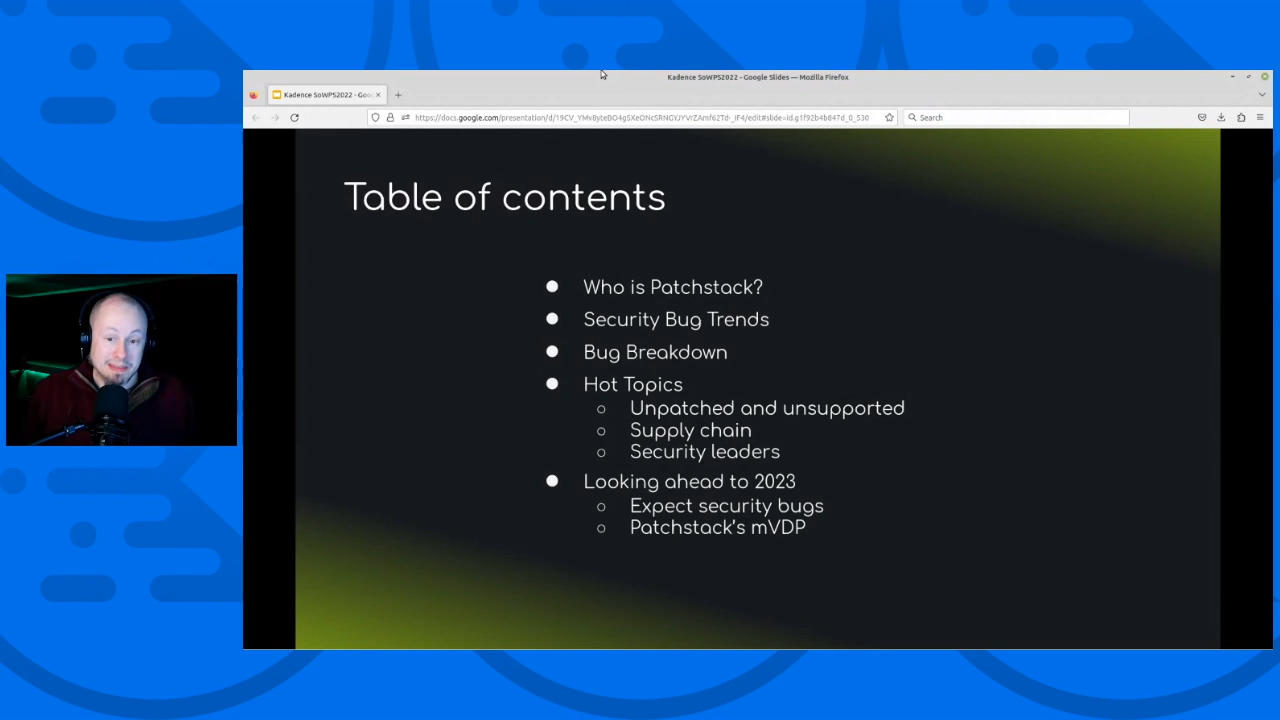 Kadence SoWPS2022 - Google Slides — Mozilla Firefox
Kadence SoWPS2022 - Goo
Search
Table of contents
Who is Patchstack?
Security Bug Trends
Bug Breakdown
Hot Topics
Unpatched and unsupported
Supply chain
Security leaders
Looking ahead to 2023
Expect security bugs
Patchstack's mVDP